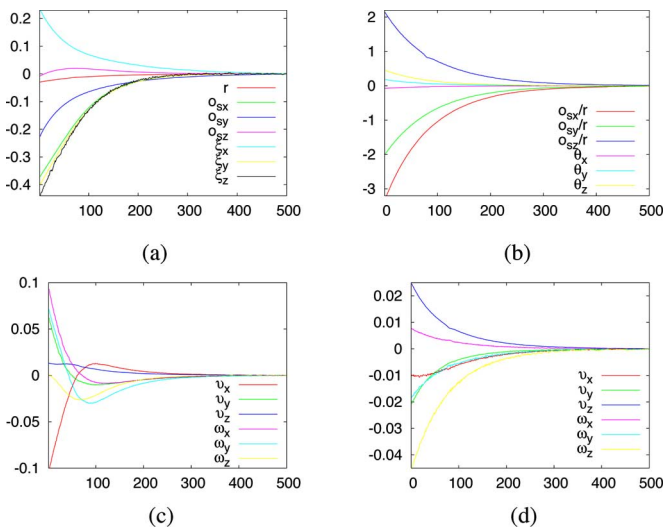 0.2
0.1
0
-0.1
-0.2
-0.3
-0.4
r
o_sx
o_sy
o_sz
ξ_x
ξ_y
ξ_z
100 200 300 400 500
(a)
2
1
0
-1
-2
-3
o_sx/r
o_sy/r
o_sz/r
θ_x
θ_y
θ_z
0 100 200 300 400 500
(b)
0.1
0.05
0
-0.05
-0.1
υ_x
υ_y
υ_z
ω_x
ω_y
ω_z
100 200 300 400 500
(c)
0.02
0.01
0
-0.01
-0.02
-0.03
-0.04
υ_x
υ_y
υ_z
ω_x
ω_y
ω_z
0 100 200 300 400 500
(d)